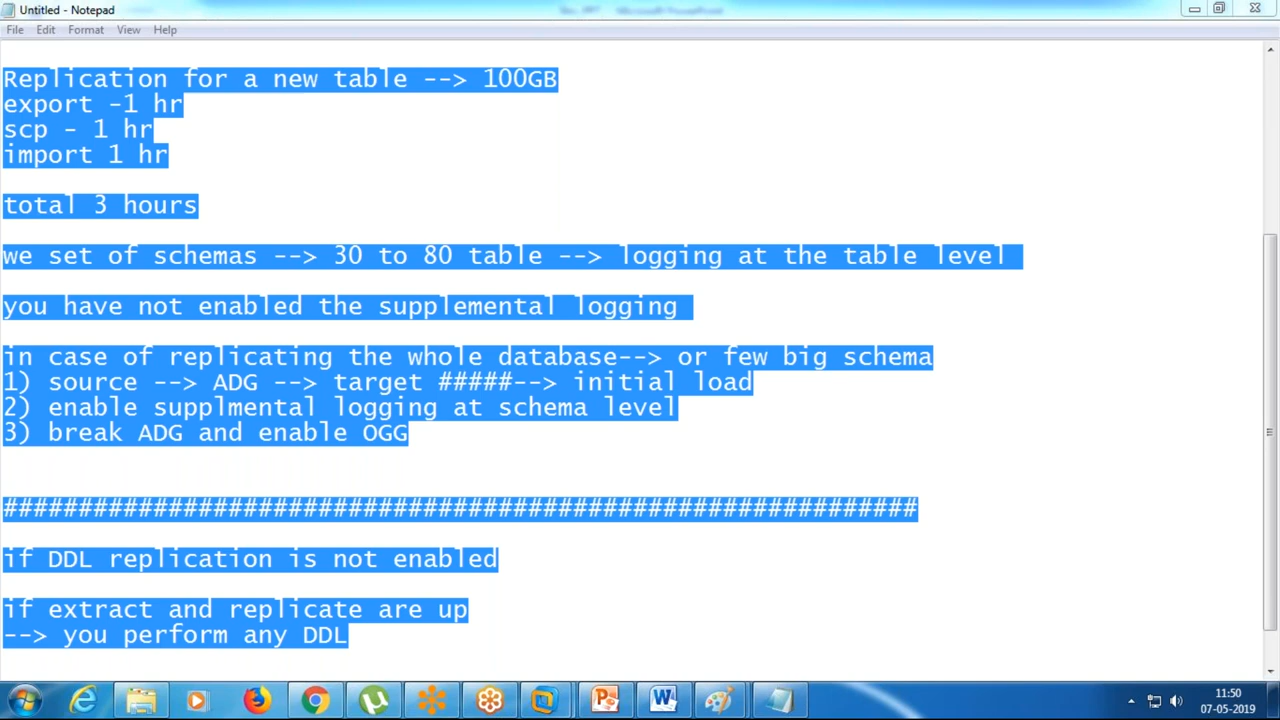 Untitled - Notepad
File Edit Format View Help
Replication for a new table --> 100GB
export -1 hr
scp - 1 hr
import 1 hr
total 3 hours
we set of schemas --> 30 to 80 table --> logging at the table level
you have not enabled the supplemental logging
in case of replicating the whole database--> or few big schema
1) source --> ADG --> target #####--> initial load
2) enable supplmental logging at schema level
3) break ADG and enable OGG
#############################################################
if DDL replication is not enabled
if extract and replicate are up
--> you perform any DDL
11:50
07-05-2019